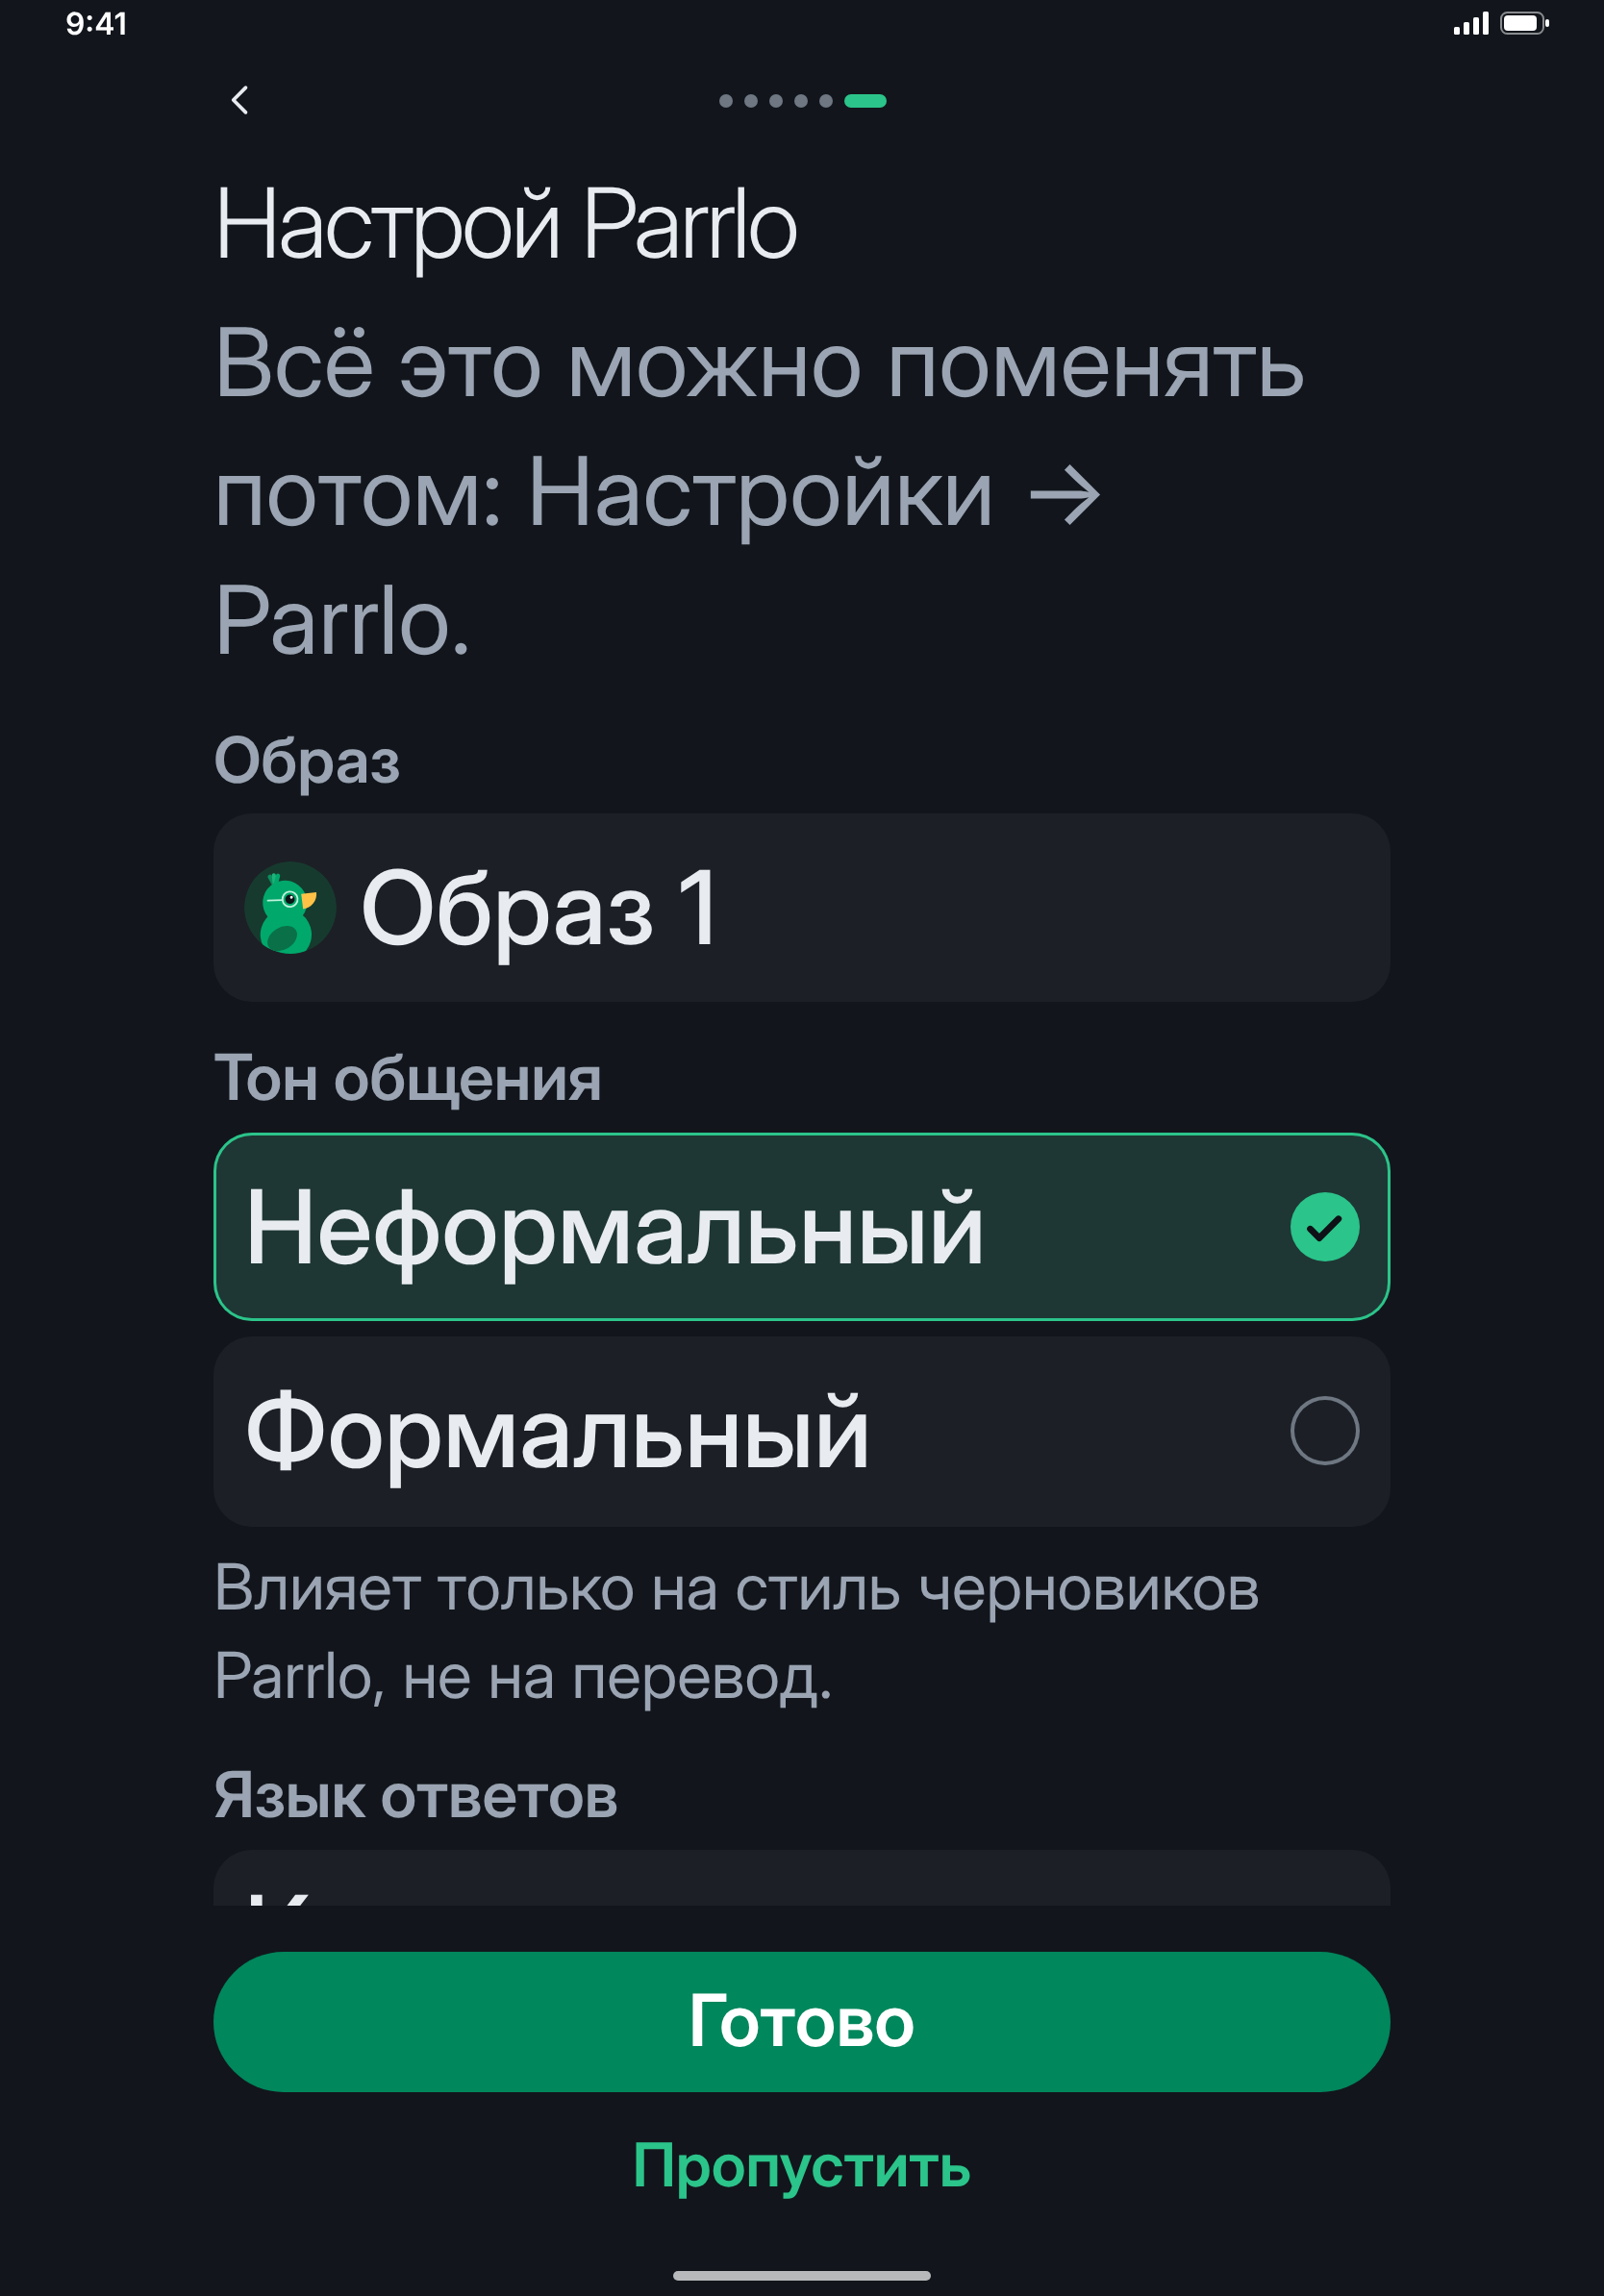 9:41
Настрой Parrlo
Всё это можно поменять
потом: Настройки →
Parrlo.
Образ
Образ 1
Тон общения
Неформальный
Формальный
Влияет только на стиль черновиков
Parrlo, не на перевод.
Язык ответов
Готово
Пропустить